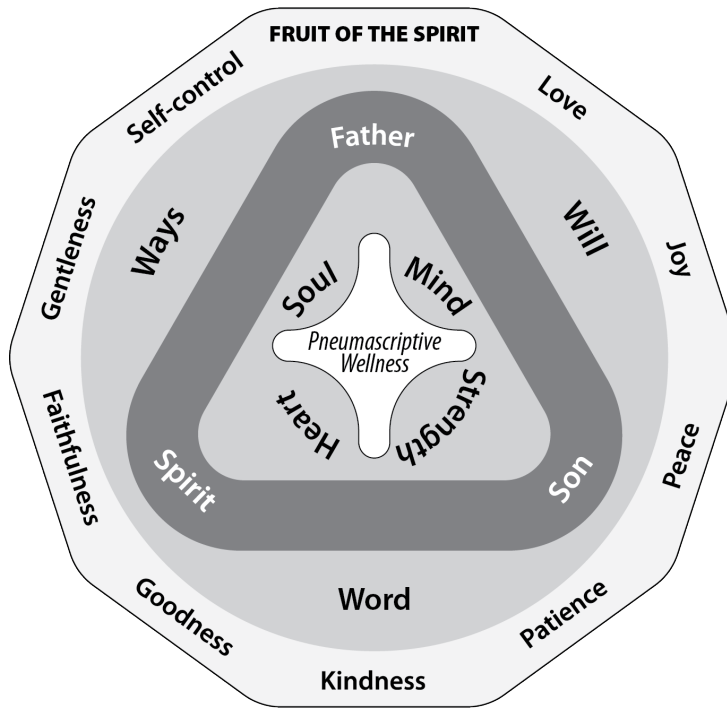 FRUIT OF THE SPIRIT
Love
Joy
Peace
Patience
Kindness
Goodness
Faithfulness
Gentleness
Self-control
Ways
Will
Word
Father
Son
Spirit
Soul
Mind
Strength
Heart
Pneumascriptive
Wellness